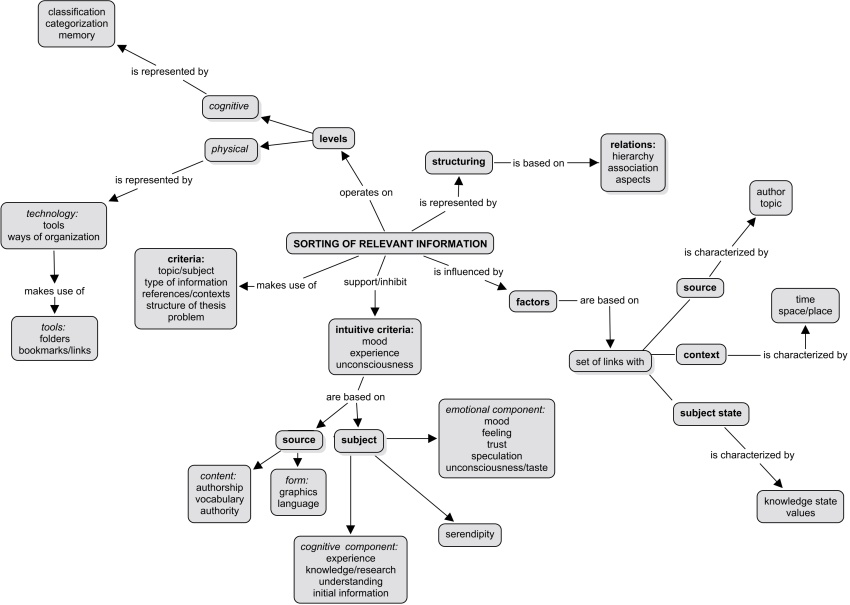 classification
categorization
memory
is represented by
cognitive
levels
physical
is represented by
technology:
tools
ways of organization
makes use of
tools:
folders
bookmarks/links
operates on
structuring
is based on
relations:
hierarchy
association
aspects
is represented by
SORTING OF RELEVANT INFORMATION
criteria:
topic/subject
type of information
references/contexts
structure of thesis
problem
makes use of
support/inhibit
is influenced by
factors
are based on
set of links with
author
topic
is characterized by
source
time
space/place
context
is characterized by
subject state
is characterized by
knowledge state
values
intuitive criteria:
mood
experience
unconsciousness
are based on
source
subject
content:
authorship
vocabulary
authority
form:
graphics
language
emotional component:
mood
feeling
trust
speculation
unconsciousness/taste
serendipity
cognitive component:
experience
knowledge/research
understanding
initial information